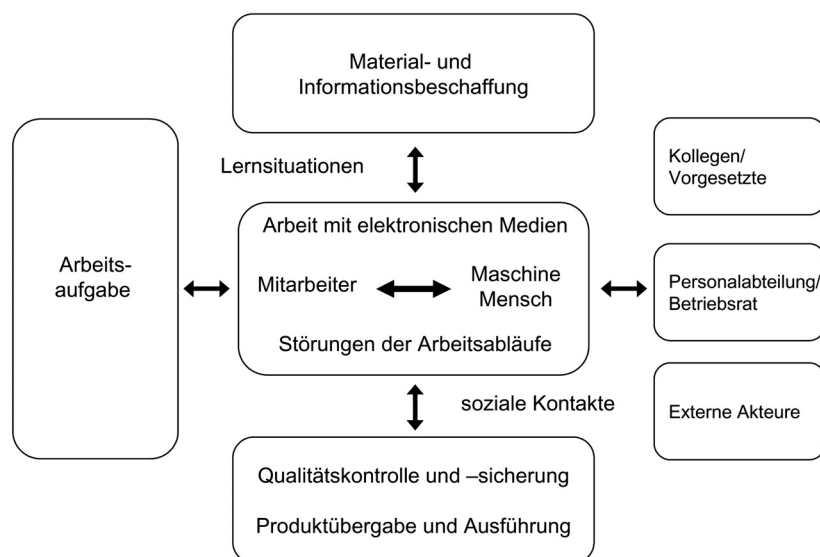 Material- und
Informationsbeschaffung
Lernsituationen
Arbeits-
aufgabe
Arbeit mit elektronischen Medien
Mitarbeiter
Maschine
Mensch
Störungen der Arbeitsabläufe
Kollegen/
Vorgesetzte
Personalabteilung/
Betriebsrat
Externe Akteure
soziale Kontakte
Qualitätskontrolle und –sicherung
Produktübergabe und Ausführung